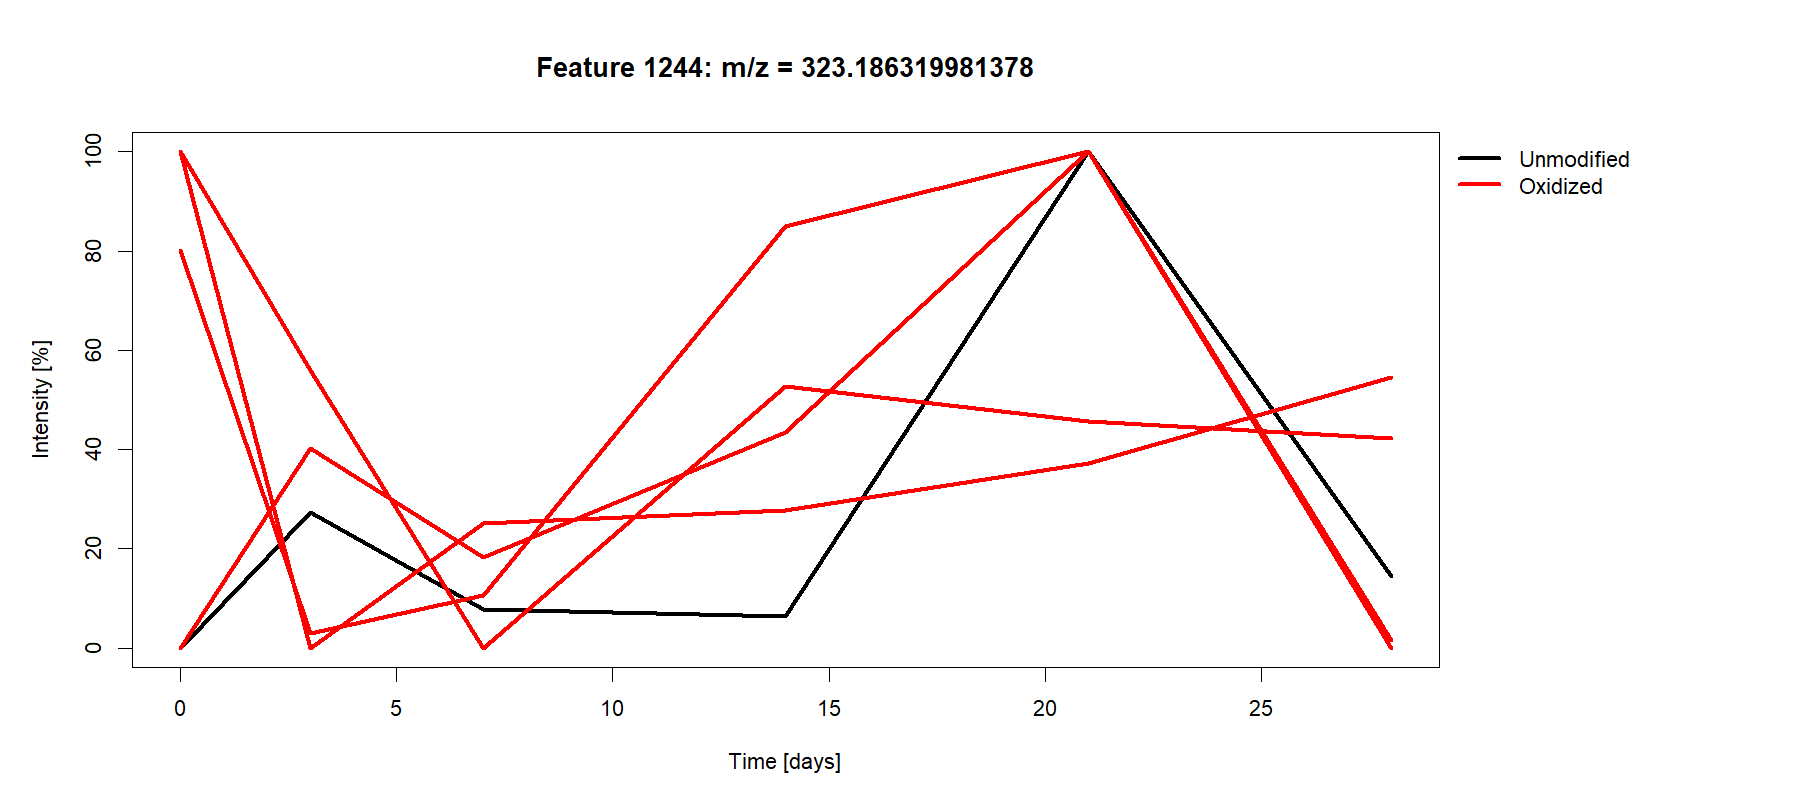 Feature 1244: m/z = 323.186319981378
Unmodified
Oxidized
Intensity [%]
100
80
60
40
20
0
0 5 10 15 20 25
Time [days]